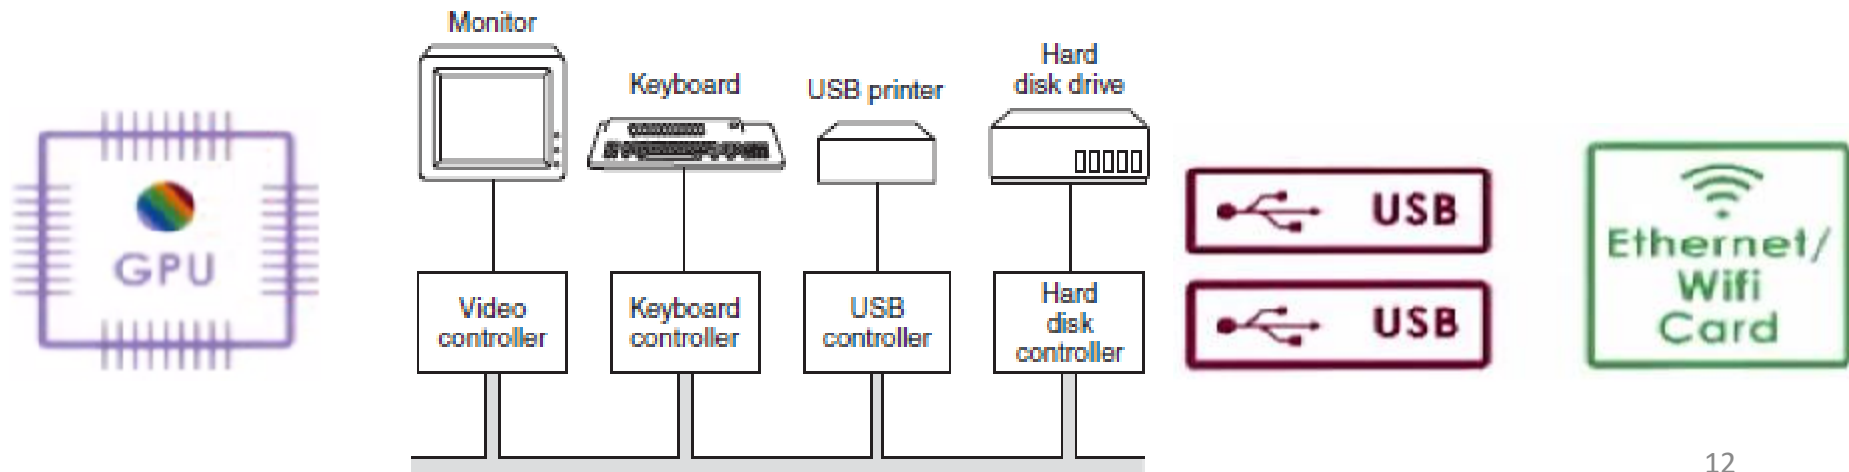 GPU
Monitor
Keyboard
USB printer
Hard
disk drive
Video
controller
Keyboard
controller
USB
controller
Hard
disk
controller
USB
USB
Ethernet/
Wifi
Card
12